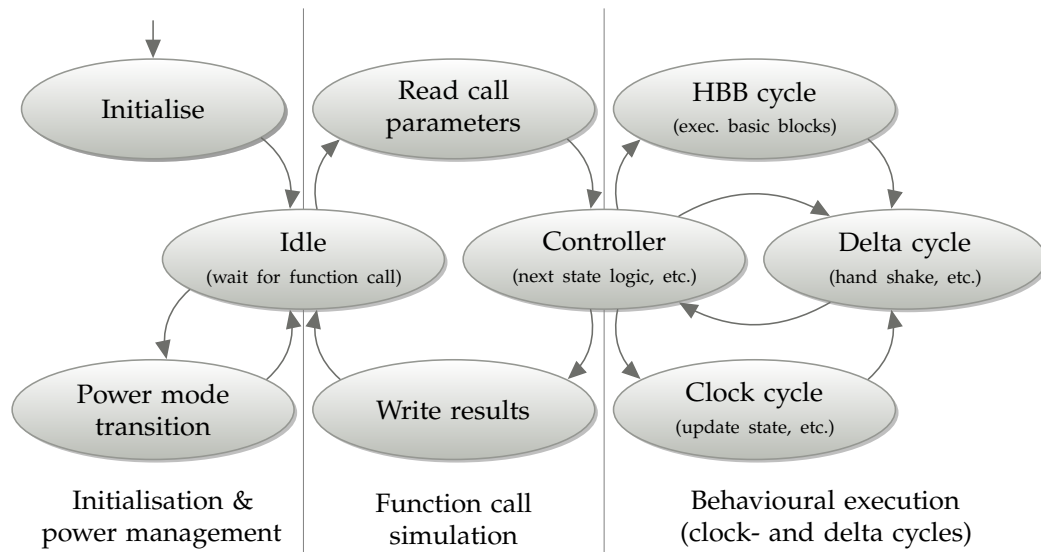 Initialise
Read call
parameters
HBB cycle
(exec. basic blocks)
Idle
(wait for function call)
Controller
(next state logic, etc.)
Delta cycle
(hand shake, etc.)
Power mode
transition
Write results
Clock cycle
(update state, etc.)
Initialisation &
power management
Function call
simulation
Behavioural execution
(clock- and delta cycles)